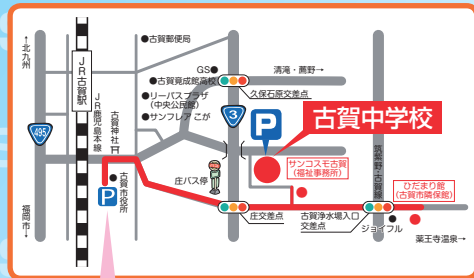 ←北九州
●古賀郵便局
GS●
●古賀竟成館高校
●リーパスプラザ
(中央公民館)
●サンフレア こが
清滝・薦野→
久保石原交差点
JR古賀駅
JR鹿児島本線
古賀神社
495
3
P
古賀中学校
サンコスモ古賀
(福祉事務所)
筑紫野・古賀線
ひだまり館
(古賀市隣保館)
庄バス停
●
古賀市役所
P
庄交差点
古賀浄水場入口
交差点
ジョイフル
福岡市→
薬王寺温泉→